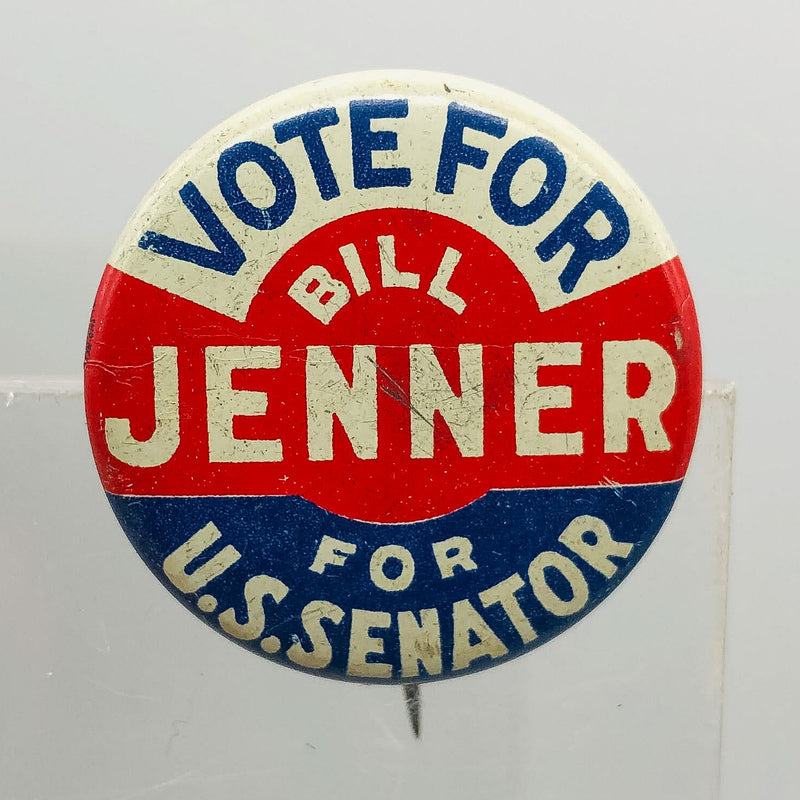 VOTE FOR
BILL
JENNER
FOR
U.S. SENATOR